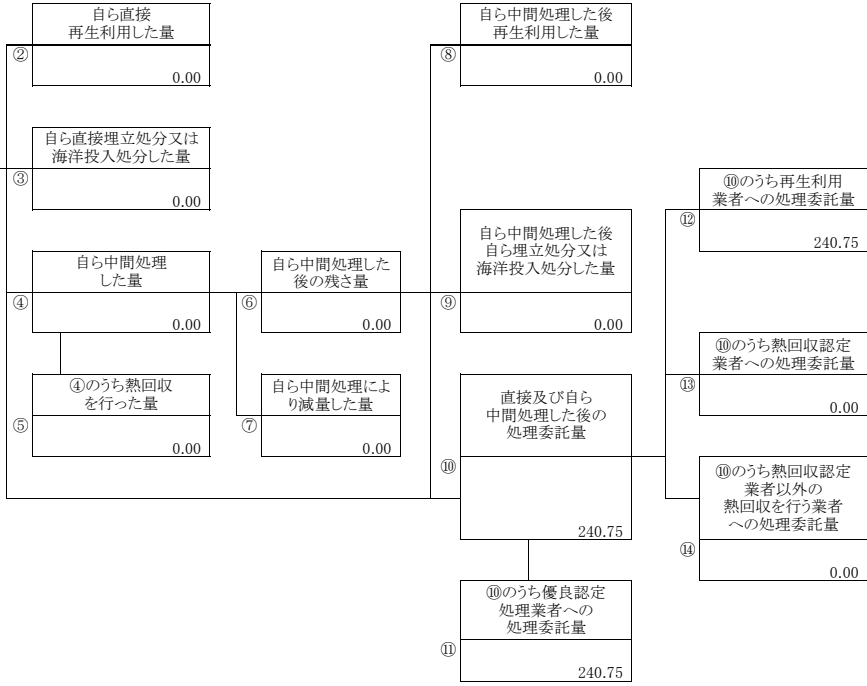 自ら直接
再生利用した量
②
0.00
自ら直接埋立処分又は
海洋投入処分した量
③
0.00
自ら中間処理
した量
④
0.00
④のうち熱回収
を行った量
⑤
0.00
自ら中間処理した
後の残さ量
⑥
0.00
自ら中間処理によ
り減量した量
⑦
0.00
自ら中間処理した後
再生利用した量
⑧
0.00
自ら中間処理した後
自ら埋立処分又は
海洋投入処分した量
⑨
0.00
直接及び自ら
中間処理した後の
処理委託量
⑩
240.75
⑩のうち優良認定
処理業者への
処理委託量
⑪
240.75
⑩のうち再生利用
業者への処理委託量
⑫
240.75
⑩のうち熱回収認定
業者への処理委託量
⑬
0.00
⑩のうち熱回収認定
業者以外の
熱回収を行う業者
への処理委託量
⑭
0.00